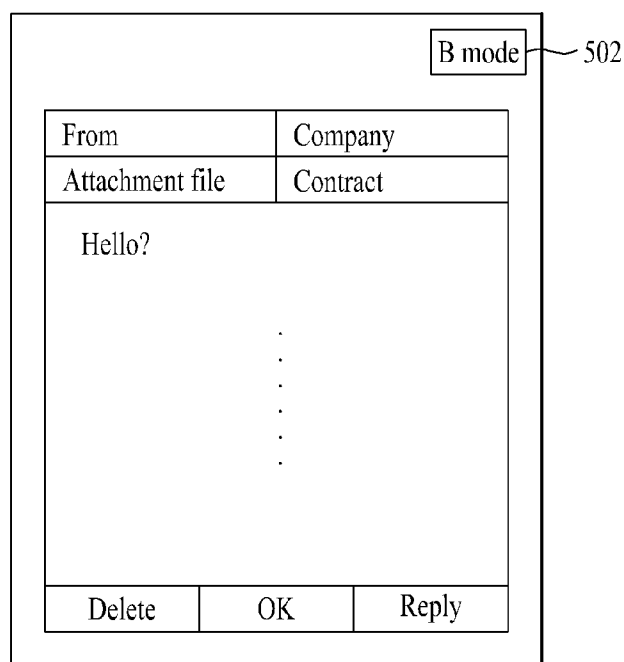 B mode 502
From Company
Attachment file Contract
Hello?
Delete OK Reply